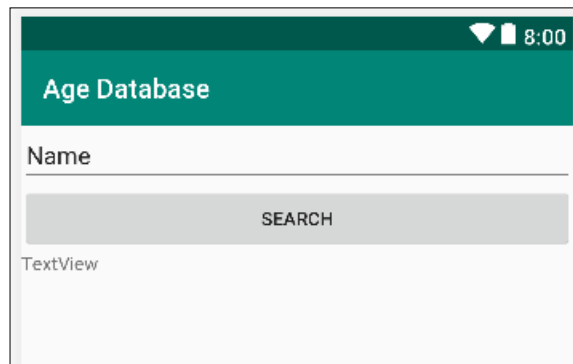 8:00
Age Database
Name
SEARCH
TextView